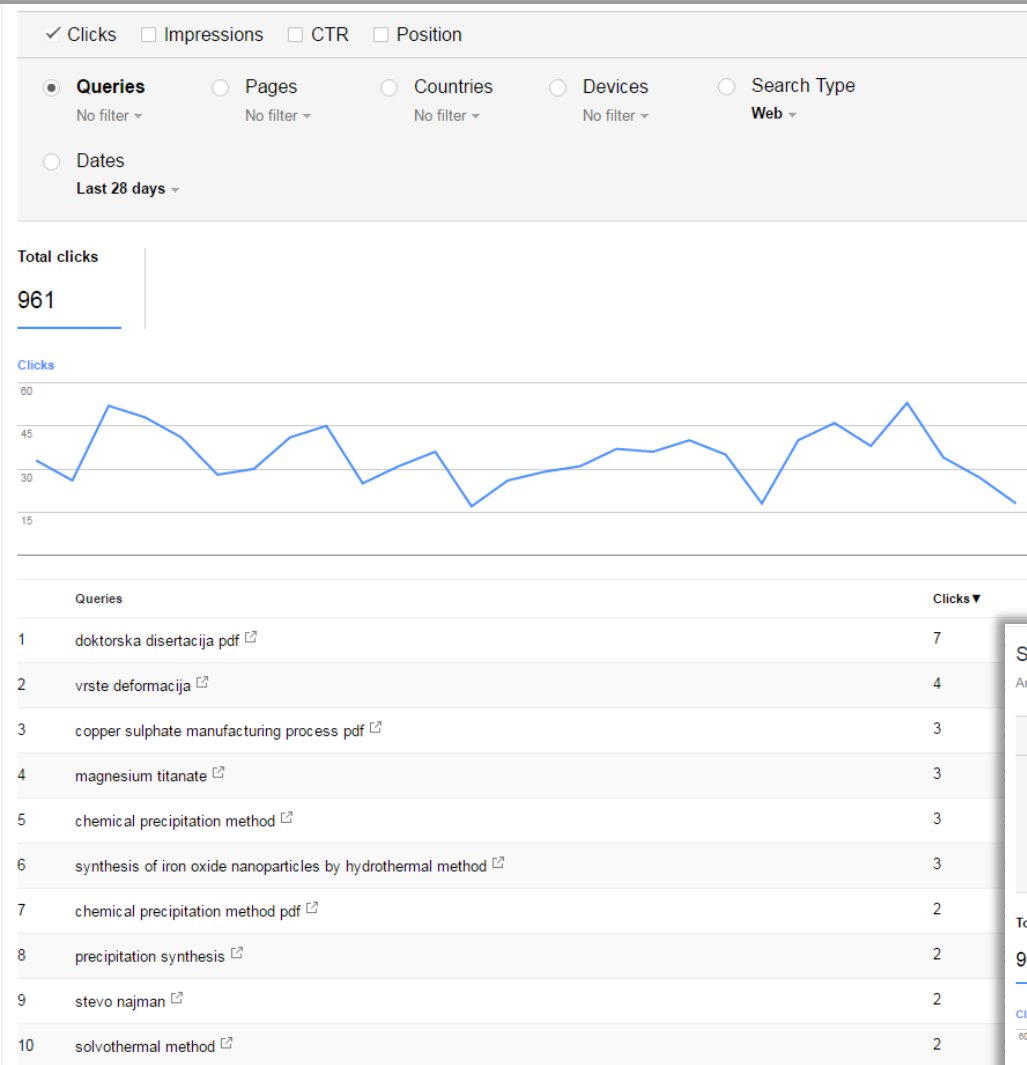 Clicks Impressions CTR Position
Queries Pages Countries Devices Search Type
No filter No filter No filter No filter Web
Dates
Last 28 days
Total clicks
961
Clicks
60
45
30
15
Queries Clicks▼
1 doktorska disertacija pdf 7
2 vrste deformacija 4
3 copper sulphate manufacturing process pdf 3
4 magnesium titanate 3
5 chemical precipitation method 3
6 synthesis of iron oxide nanoparticles by hydrothermal method 3
7 chemical precipitation method pdf 2
8 precipitation synthesis 2
9 stevo najman 2
10 solvothermal method 2